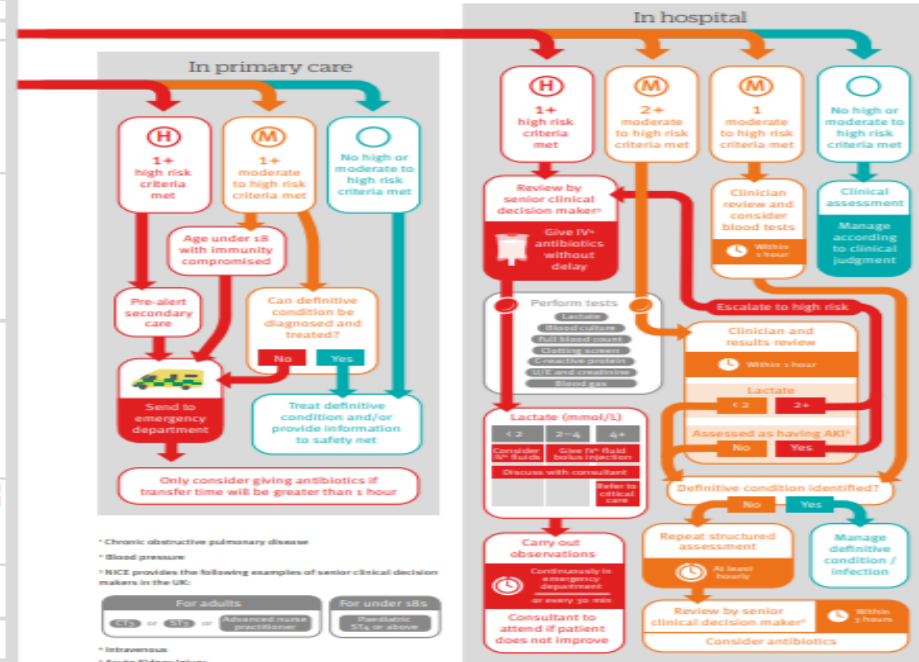 In hospital
In primary care
H
1+
high risk
criteria
met
M
1+
moderate
to high risk
criteria met
No high or
moderate to
high risk
criteria met
Age under 18
with immunity
compromised
Pre-alert
secondary
care
Can definitive
condition be
diagnosed and
treated?
No
Yes
Send to
emergency
department
Treat definitive
condition and/or
provide information
to safety net
Only consider giving antibiotics if
transfer time will be greater than 1 hour
H
1+
high risk
criteria
met
M
2+
moderate
to high risk
criteria met
M
1
moderate
to high risk
criteria met
No high or
moderate to
high risk
criteria met
Review by
senior clinical
decision maker
Give IV
antibiotics
without
delay
Clinician
review and
consider
blood tests
Within
1 hour
Clinical
assessment
Manage
according
to clinical
judgment
Perform tests
Lactate
Blood culture
Full blood count
Clotting screen
C-reactive protein
U/E and creatinine
Blood gas
Escalate to high risk
Clinician and
results review
Within 1 hour
Lactate
< 2
2+
Assessed as having AKI
No
Yes
Lactate (mmol/L)
< 2
2–4
4+
Consider
IV fluids
Give IV fluid
bolus injection
Discuss with consultant
Refer to
critical
care
Definitive condition identified?
No
Yes
Carry out
observations
Continuously in
emergency
department
or every 30 min
Consultant to
attend if patient
does not improve
Repeat structured
assessment
At least
hourly
Manage
definitive
condition /
infection
Review by senior
clinical decision maker
Within
3 hours
Consider antibiotics
Chronic obstructive pulmonary disease
Blood pressure
NICE provides the following examples of senior clinical decision
makers in the UK:
For adults
CT3 or ST3 or Advanced nurse
practitioner
For under 18s
Paediatric
ST4 or above
Intravenous
Acute Kidney Injury